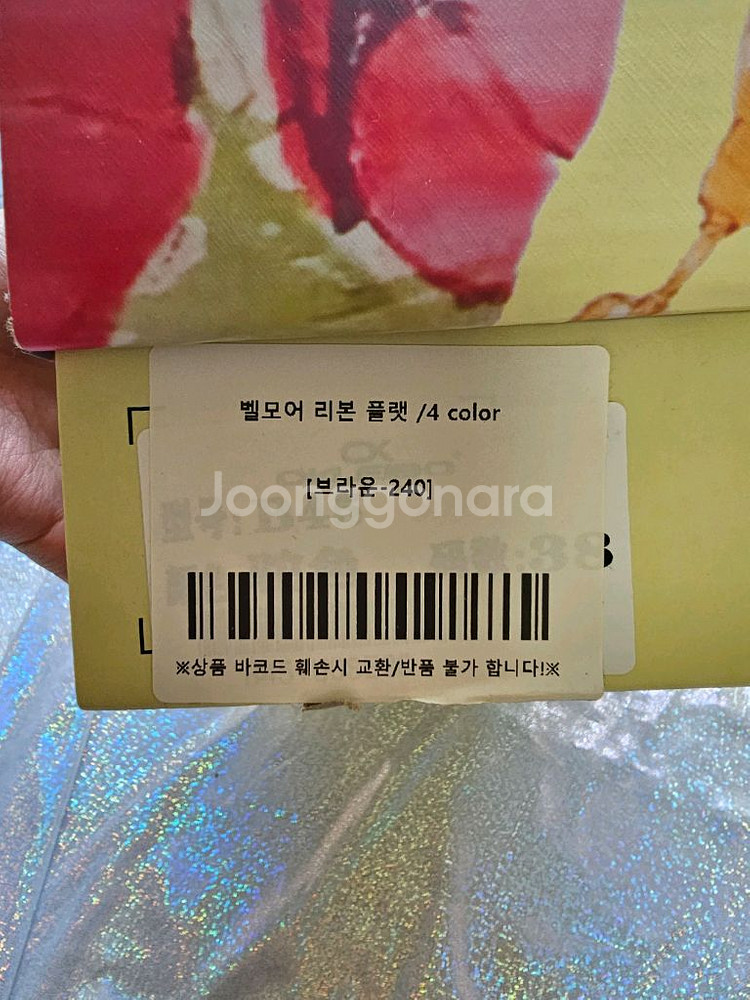 벨모어 리본 플랫 /4 color
[브라운-240]
Joonggonara
※상품 바코드 훼손시 교환/반품 불가 합니다!※